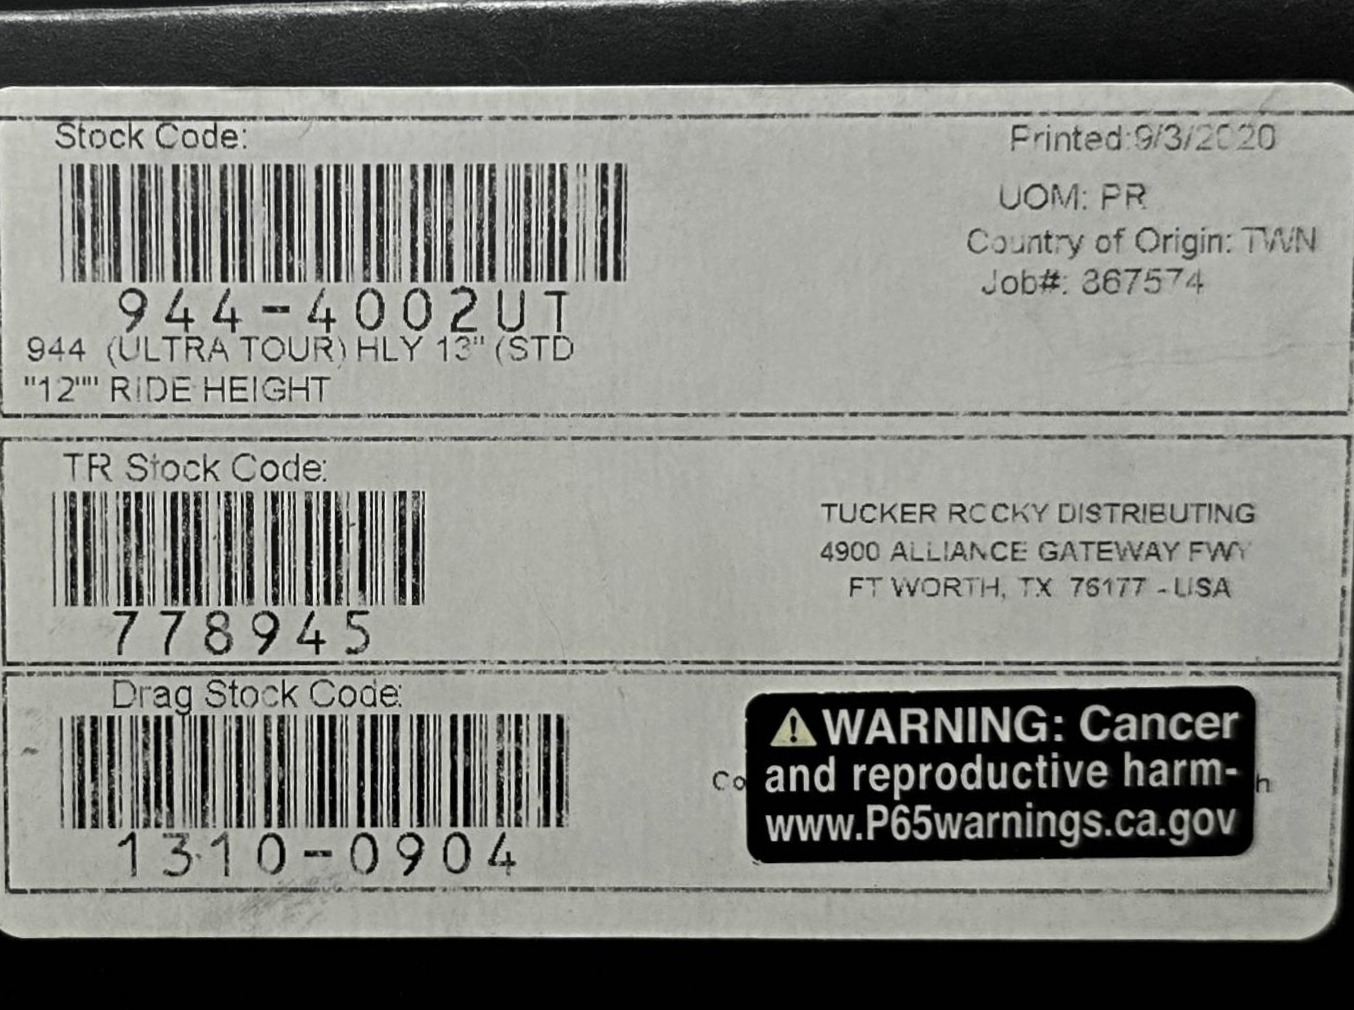 Stock Code:
Printed:9/3/2020
UOM: PR
Country of Origin: TWN
Job#: 367574
944-4002UT
944 (ULTRA TOUR) HLY 13" (STD
"12"" RIDE HEIGHT
TR Stock Code:
778945
TUCKER ROCKY DISTRIBUTING
4900 ALLIANCE GATEWAY FWY
FT WORTH, TX 76177 - USA
Drag Stock Code:
1310-0904
⚠WARNING: Cancer
and reproductive harm-
www.P65warnings.ca.gov